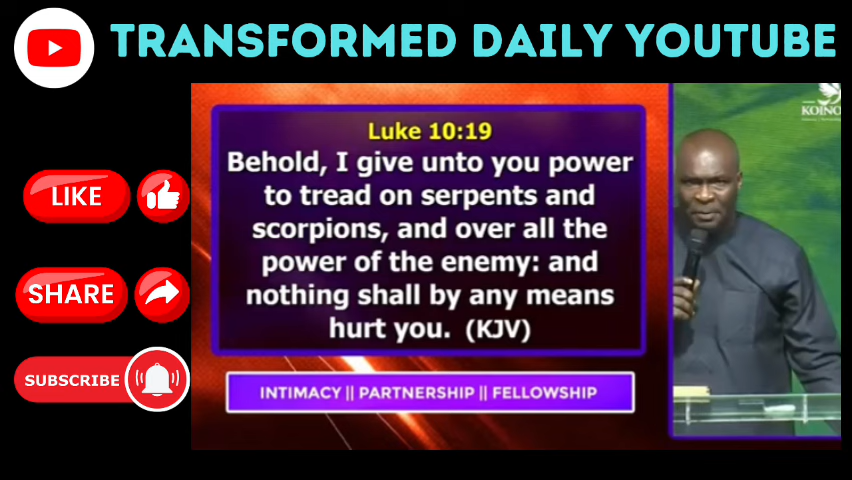 TRANSFORMED DAILY YOUTUBE
LIKE
SHARE
SUBSCRIBE
Luke 10:19
Behold, I give unto you power
to tread on serpents and
scorpions, and over all the
power of the enemy: and
nothing shall by any means
hurt you. (KJV)
INTIMACY || PARTNERSHIP || FELLOWSHIP
KOINO